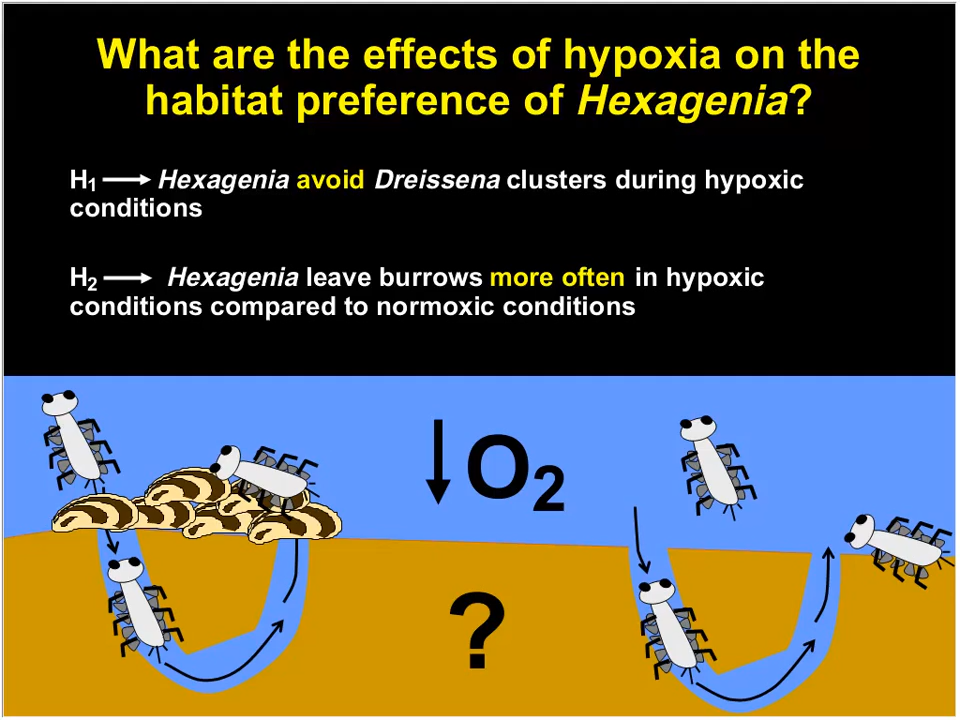 What are the effects of hypoxia on the
habitat preference of Hexagenia?
H₁ → Hexagenia avoid Dreissena clusters during hypoxic
conditions
H₂ → Hexagenia leave burrows more often in hypoxic
conditions compared to normoxic conditions
↓O₂
?